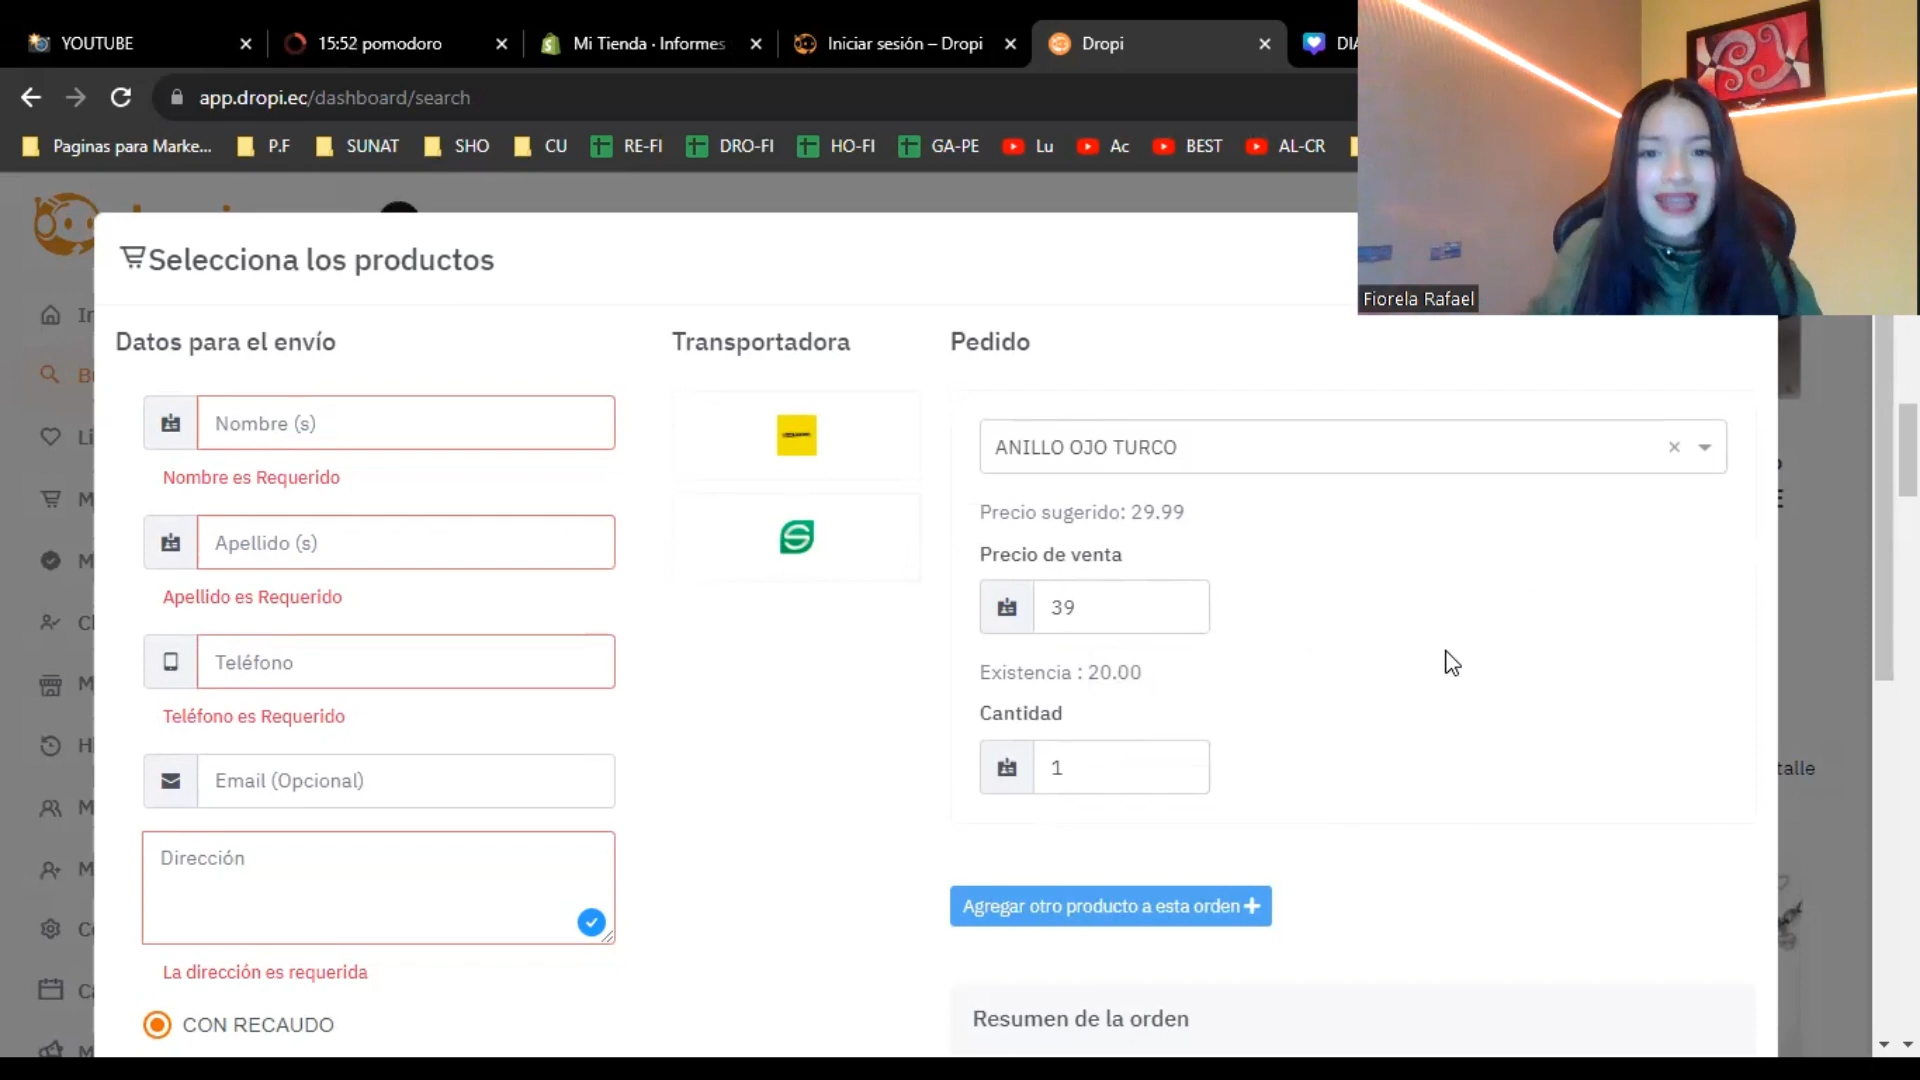 YOUTUBE
15:52 pomodoro
Mi Tienda · Informes
Iniciar sesión – Dropi
Dropi
app.dropi.ec/dashboard/search
Paginas para Marke...
P.F
SUNAT
SHO
CU
RE-FI
DRO-FI
HO-FI
GA-PE
Lu
Ac
BEST
AL-CR
Fiorela Rafael
Selecciona los productos
Datos para el envío
Nombre (s)
Nombre es Requerido
Apellido (s)
Apellido es Requerido
Teléfono
Teléfono es Requerido
Email (Opcional)
Dirección
La dirección es requerida
CON RECAUDO
Transportadora
Pedido
ANILLO OJO TURCO
Precio sugerido: 29.99
Precio de venta
39
Existencia : 20.00
Cantidad
1
Agregar otro producto a esta orden
Resumen de la orden
talle